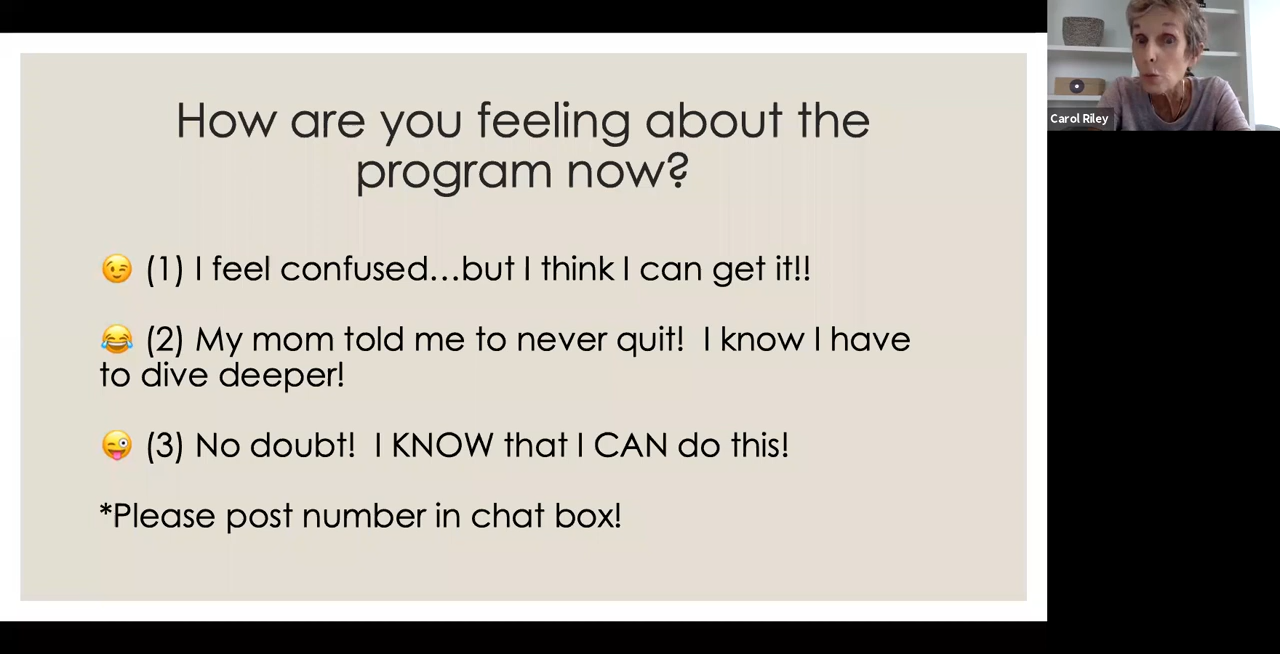 How are you feeling about the
program now?
😉 (1) I feel confused…but I think I can get it!!
😂 (2) My mom told me to never quit!  I know I have
to dive deeper!
😜 (3) No doubt!  I KNOW that I CAN do this!
*Please post number in chat box!
Carol Riley